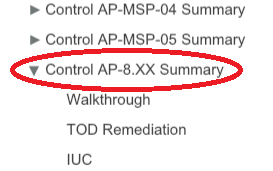 Control AP-MSP-04 Summary
Control AP-MSP-05 Summary
Control AP-8.XX Summary
Walkthrough
TOD Remediation
IUC